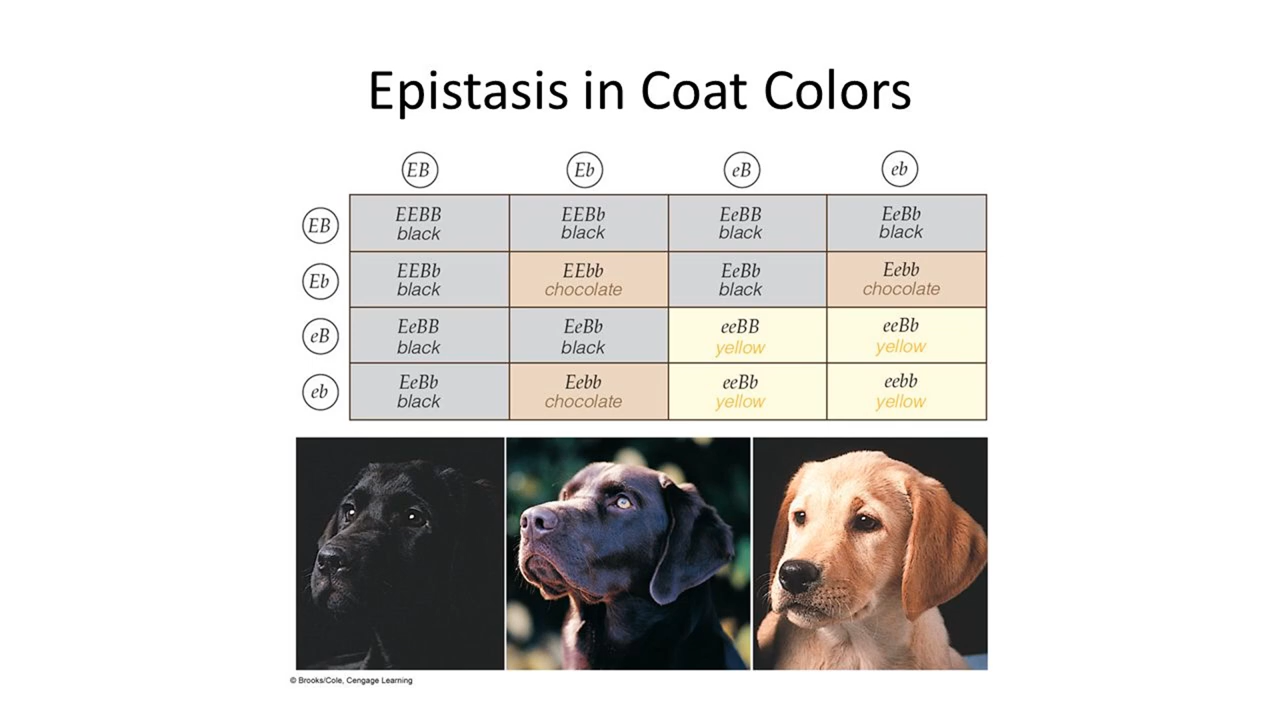 Epistasis in Coat Colors
EB Eb eB eb
EB EEBB EEBb EeBB EeBb
black black black black
Eb EEBb EEbb EeBb Eebb
black chocolate black chocolate
eB EeBB EeBb eeBB eeBb
black black yellow yellow
eb EeBb Eebb eeBb eebb
black chocolate yellow yellow
© Brooks/Cole, Cengage Learning